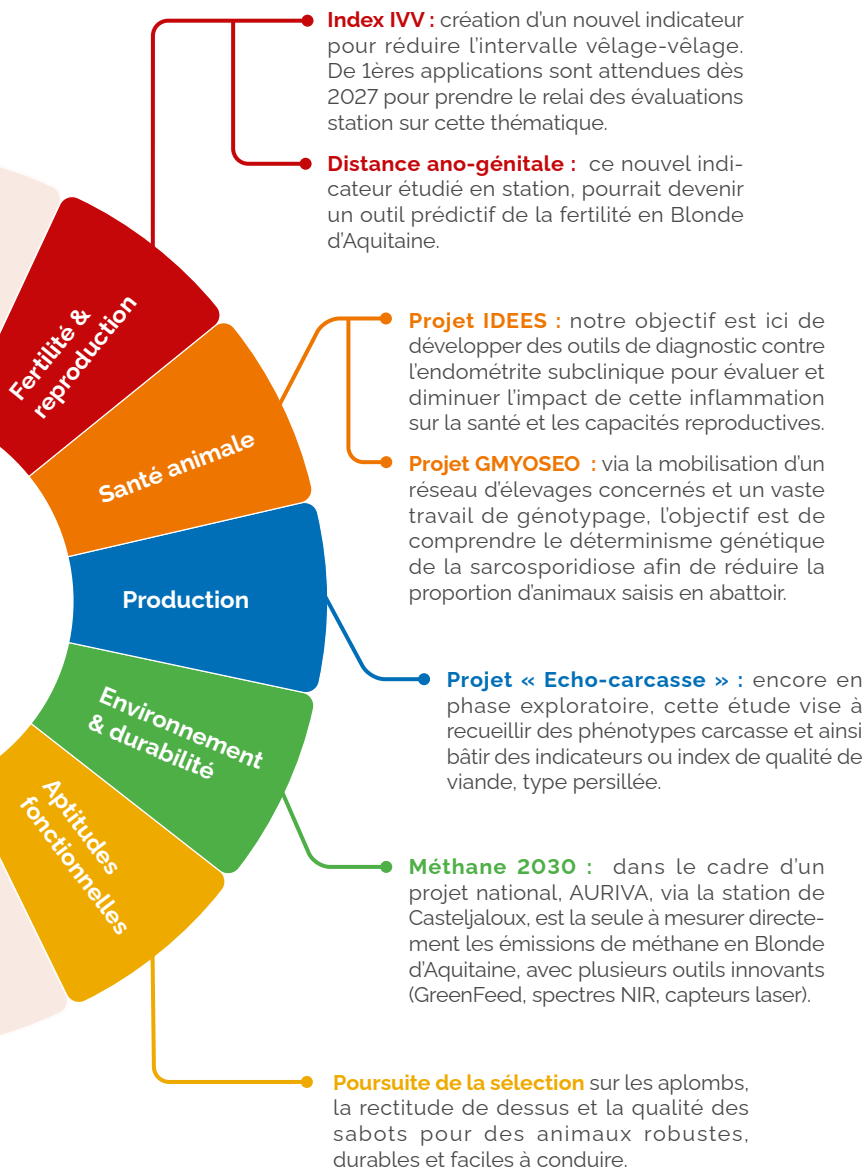 Index IVV : création d'un nouvel indicateur
pour réduire l'intervalle vêlage-vêlage.
De 1ères applications sont attendues dès
2027 pour prendre le relai des évaluations
station sur cette thématique.
Distance ano-génitale : ce nouvel indi-
cateur étudié en station, pourrait devenir
un outil prédictif de la fertilité en Blonde
d'Aquitaine.
Fertilité &
reproduction
Projet IDEES : notre objectif est ici de
développer des outils de diagnostic contre
l'endométrite subclinique pour évaluer et
diminuer l'impact de cette inflammation
sur la santé et les capacités reproductives.
Santé animale
Projet GMYOSEO : via la mobilisation d'un
réseau d'élevages concernés et un vaste
travail de génotypage, l'objectif est de
comprendre le déterminisme génétique
de la sarcosporidiose afin de réduire la
proportion d'animaux saisis en abattoir.
Production
Projet « Echo-carcasse » : encore en
phase exploratoire, cette étude vise à
recueillir des phénotypes carcasse et ainsi
bâtir des indicateurs ou index de qualité de
viande, type persillée.
Environnement
& durabilité
Méthane 2030 : dans le cadre d'un
projet national, AURIVA, via la station de
Casteljaloux, est la seule à mesurer directe-
ment les émissions de méthane en Blonde
d'Aquitaine, avec plusieurs outils innovants
(GreenFeed, spectres NIR, capteurs laser).
Aptitudes
fonctionnelles
Poursuite de la sélection sur les aplombs,
la rectitude de dessus et la qualité des
sabots pour des animaux robustes,
durables et faciles à conduire.